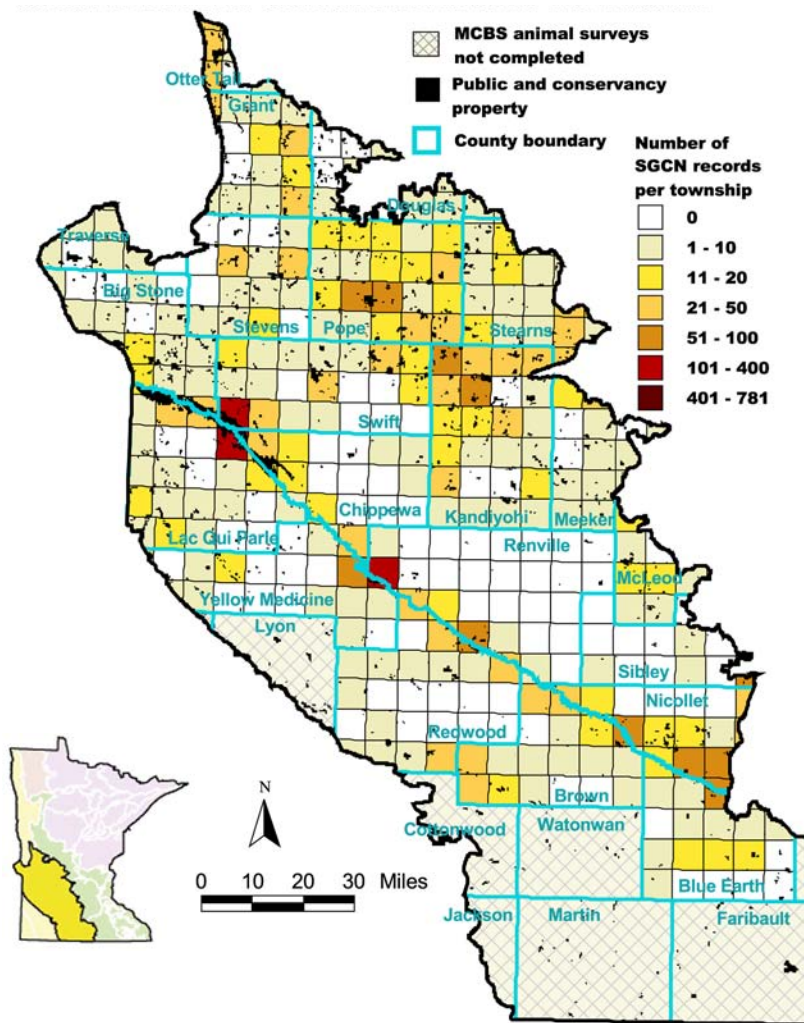 MCBS animal surveys
not completed
Public and conservancy
property
County boundary
Number of
SGCN records
per township
0
1 - 10
11 - 20
21 - 50
51 - 100
101 - 400
401 - 781
Otter Tail
Grant
Douglas
Traverse
Big Stone
Stevens
Pope
Stearns
Swift
Chippewa
Kandiyohi
Meeker
Lac Gui Parle
Renville
McLeod
Yellow Medicine
Lyon
Sibley
Nicollet
Redwood
Brown
Cottonwood
Watonwan
Blue Earth
Jackson
Martin
Faribault
N
0 10 20 30 Miles